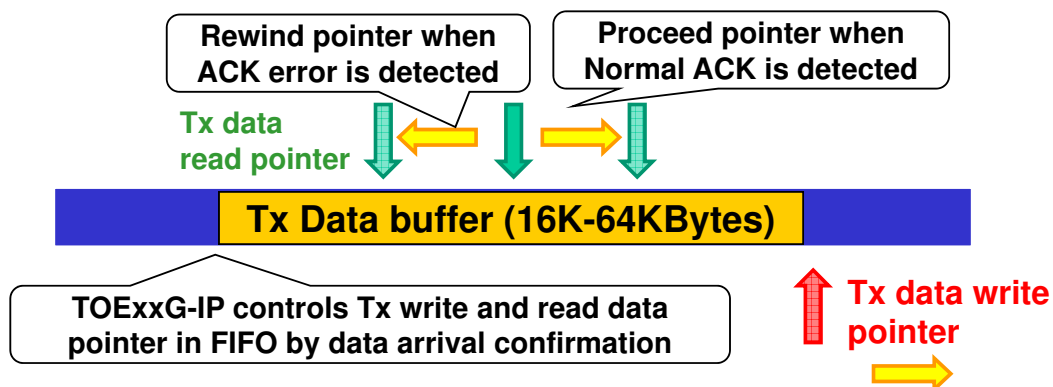 Rewind pointer when
ACK error is detected
Proceed pointer when
Normal ACK is detected
Tx data
read pointer
Tx Data buffer (16K-64KBytes)
TOExxG-IP controls Tx write and read data
pointer in FIFO by data arrival confirmation
Tx data write
pointer